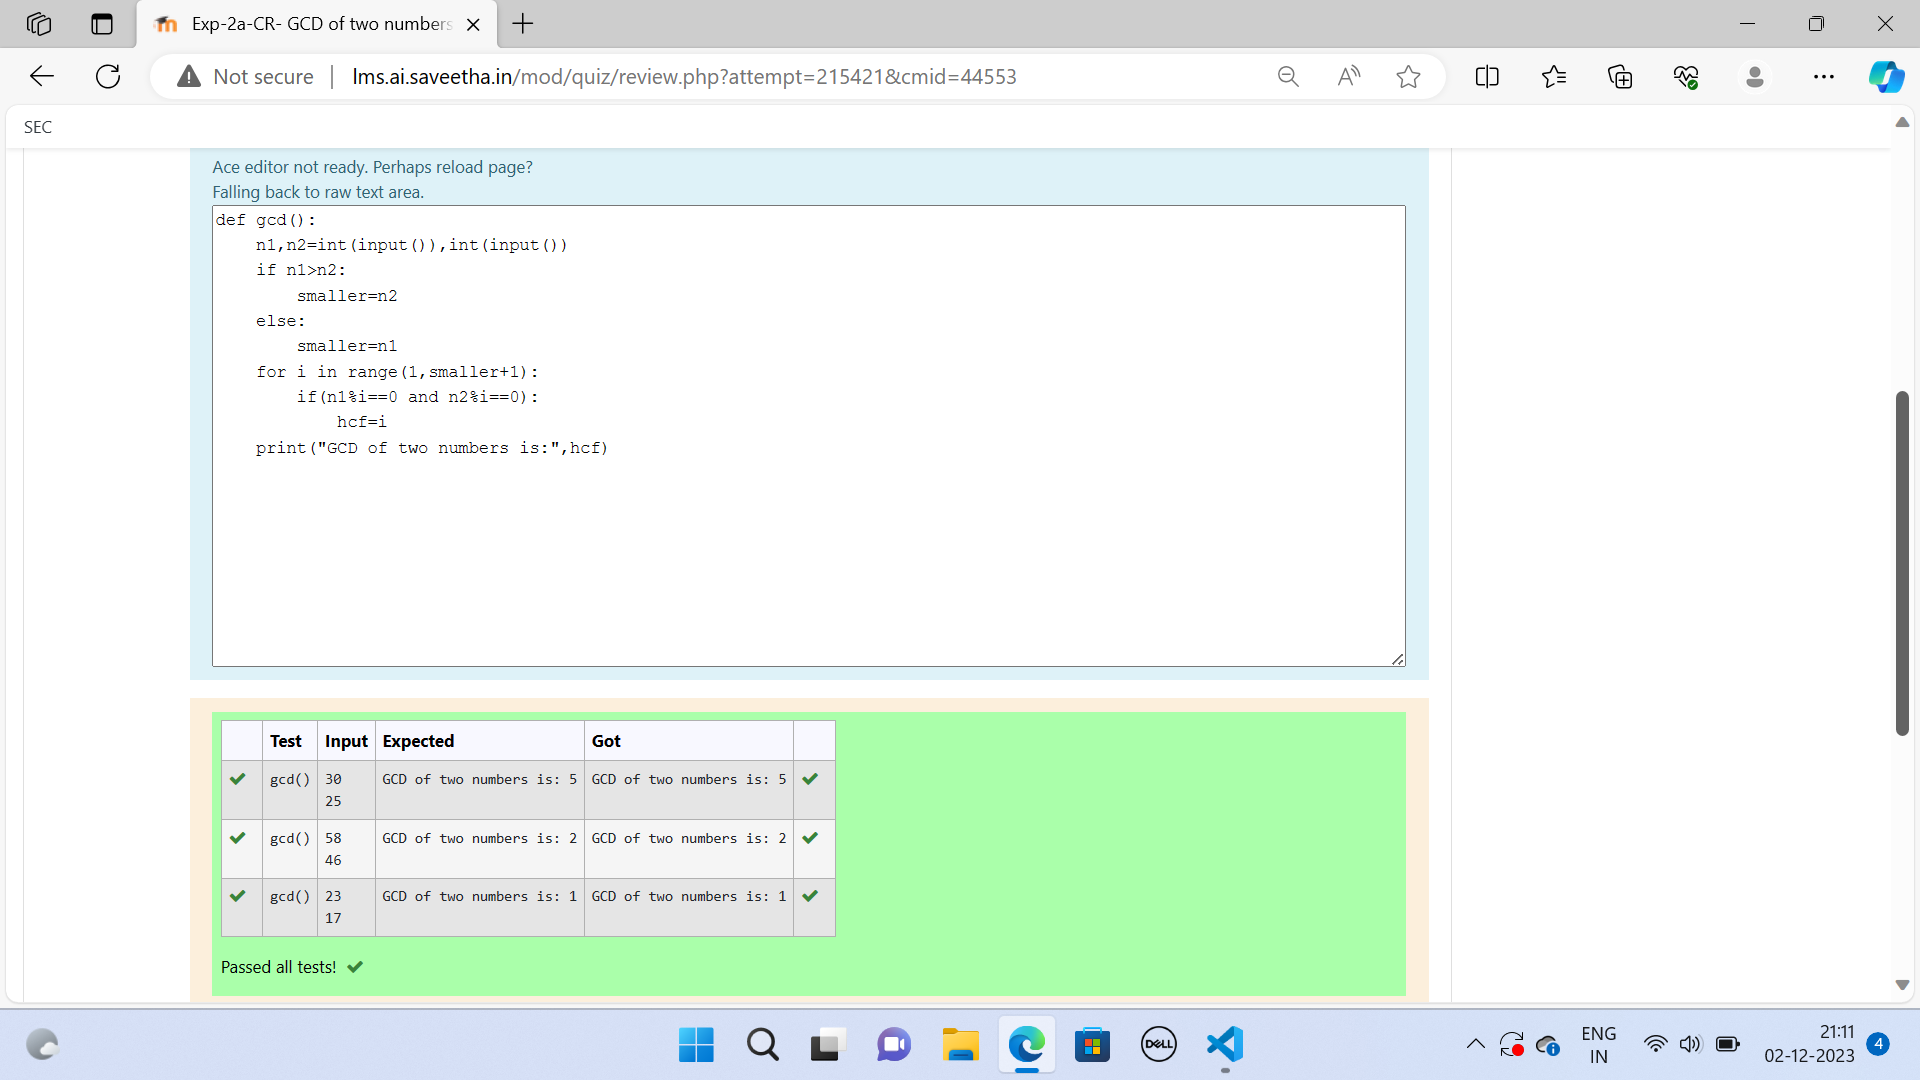 Exp-2a-CR- GCD of two numbers
Not secure
lms.ai.saveetha.in/mod/quiz/review.php?attempt=215421&cmid=44553
SEC
Ace editor not ready. Perhaps reload page?
Falling back to raw text area.
def gcd():
    n1,n2=int(input()),int(input())
    if n1>n2:
        smaller=n2
    else:
        smaller=n1
    for i in range(1,smaller+1):
        if(n1%i==0 and n2%i==0):
            hcf=i
    print("GCD of two numbers is:",hcf)
Test Input Expected Got
gcd() 30 GCD of two numbers is: 5 GCD of two numbers is: 5
25
gcd() 58 GCD of two numbers is: 2 GCD of two numbers is: 2
46
gcd() 23 GCD of two numbers is: 1 GCD of two numbers is: 1
17
Passed all tests!
DELL
ENG
IN
21:11
02-12-2023
4